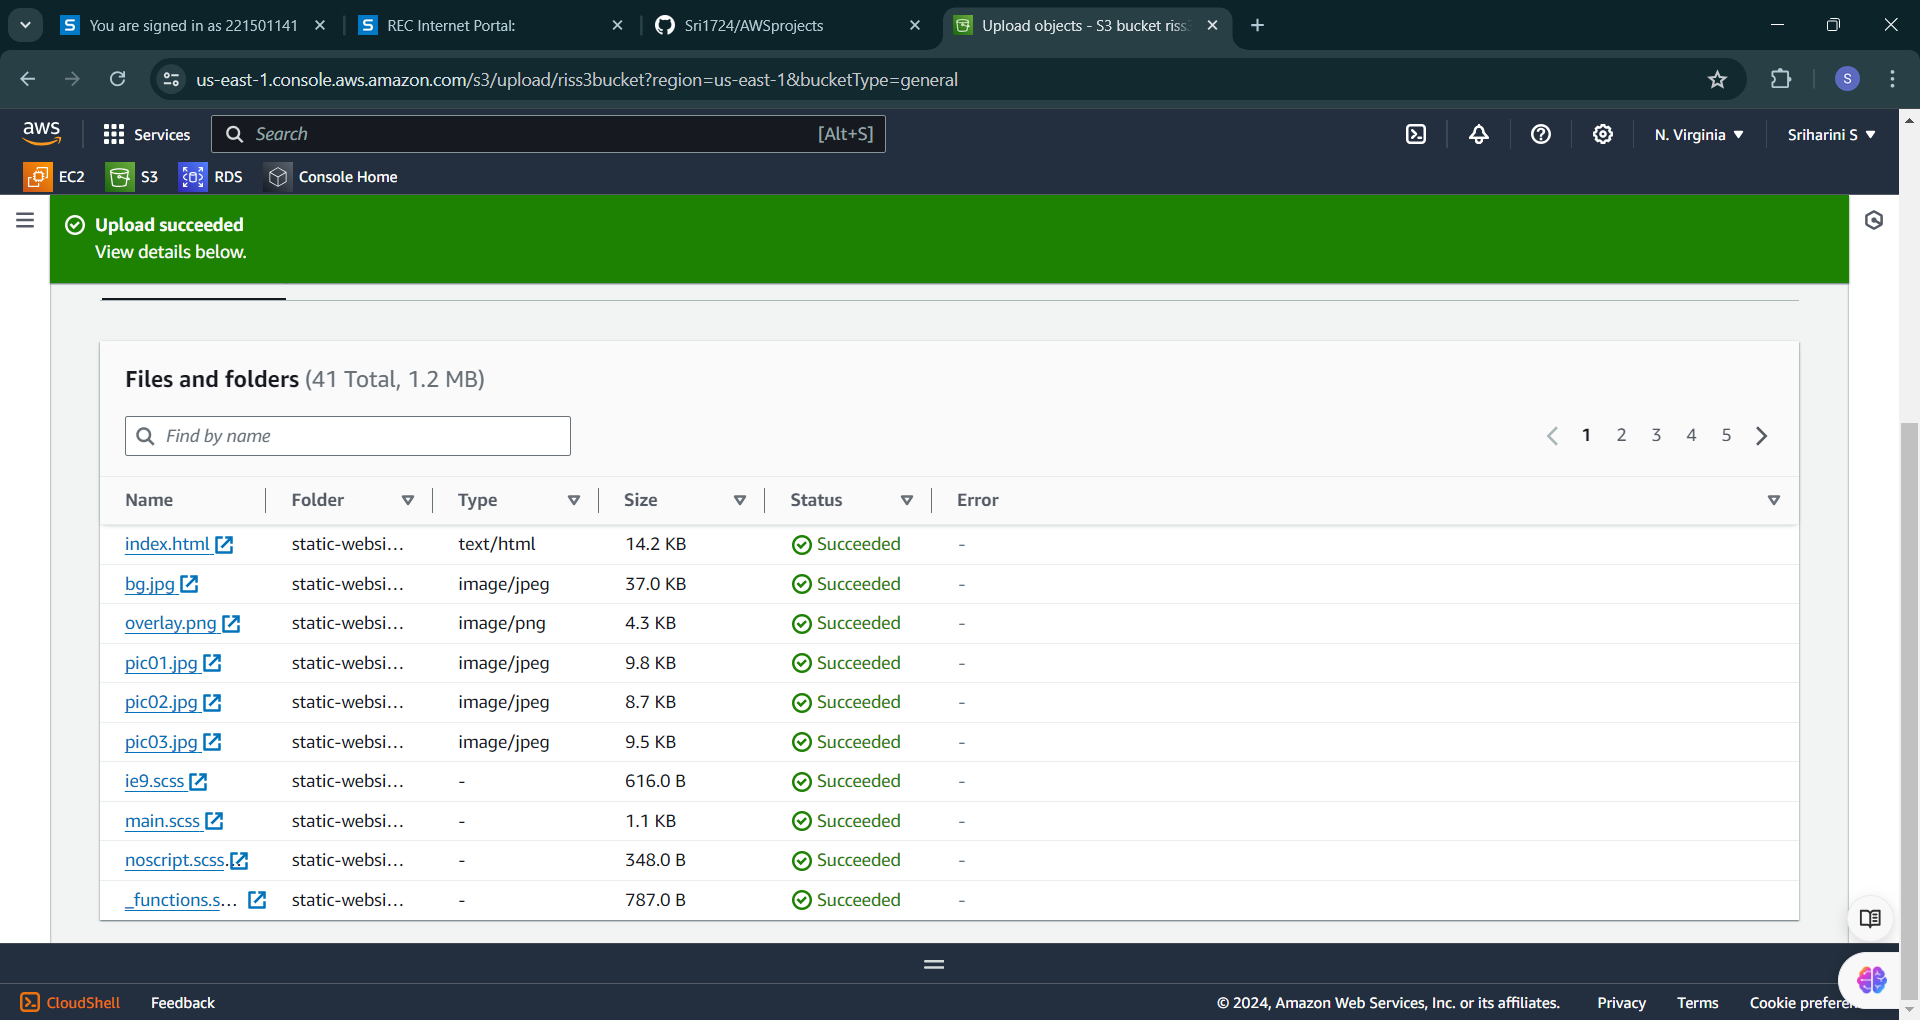 You are signed in as 221501141
REC Internet Portal:
Sri1724/AWSprojects
Upload objects - S3 bucket riss3
us-east-1.console.aws.amazon.com/s3/upload/riss3bucket?region=us-east-1&bucketType=general
S
aws
Services
Search
[Alt+S]
N. Virginia
Sriharini S
EC2
S3
RDS
Console Home
Upload succeeded
View details below.
Files and folders (41 Total, 1.2 MB)
Find by name
1 2 3 4 5
Name Folder Type Size Status Error
index.html static-websi... text/html 14.2 KB Succeeded -
bg.jpg static-websi... image/jpeg 37.0 KB Succeeded -
overlay.png static-websi... image/png 4.3 KB Succeeded -
pic01.jpg static-websi... image/jpeg 9.8 KB Succeeded -
pic02.jpg static-websi... image/jpeg 8.7 KB Succeeded -
pic03.jpg static-websi... image/jpeg 9.5 KB Succeeded -
ie9.scss static-websi... - 616.0 B Succeeded -
main.scss static-websi... - 1.1 KB Succeeded -
noscript.scss static-websi... - 348.0 B Succeeded -
_functions.s... static-websi... - 787.0 B Succeeded -
CloudShell
Feedback
© 2024, Amazon Web Services, Inc. or its affiliates.
Privacy
Terms
Cookie prefere